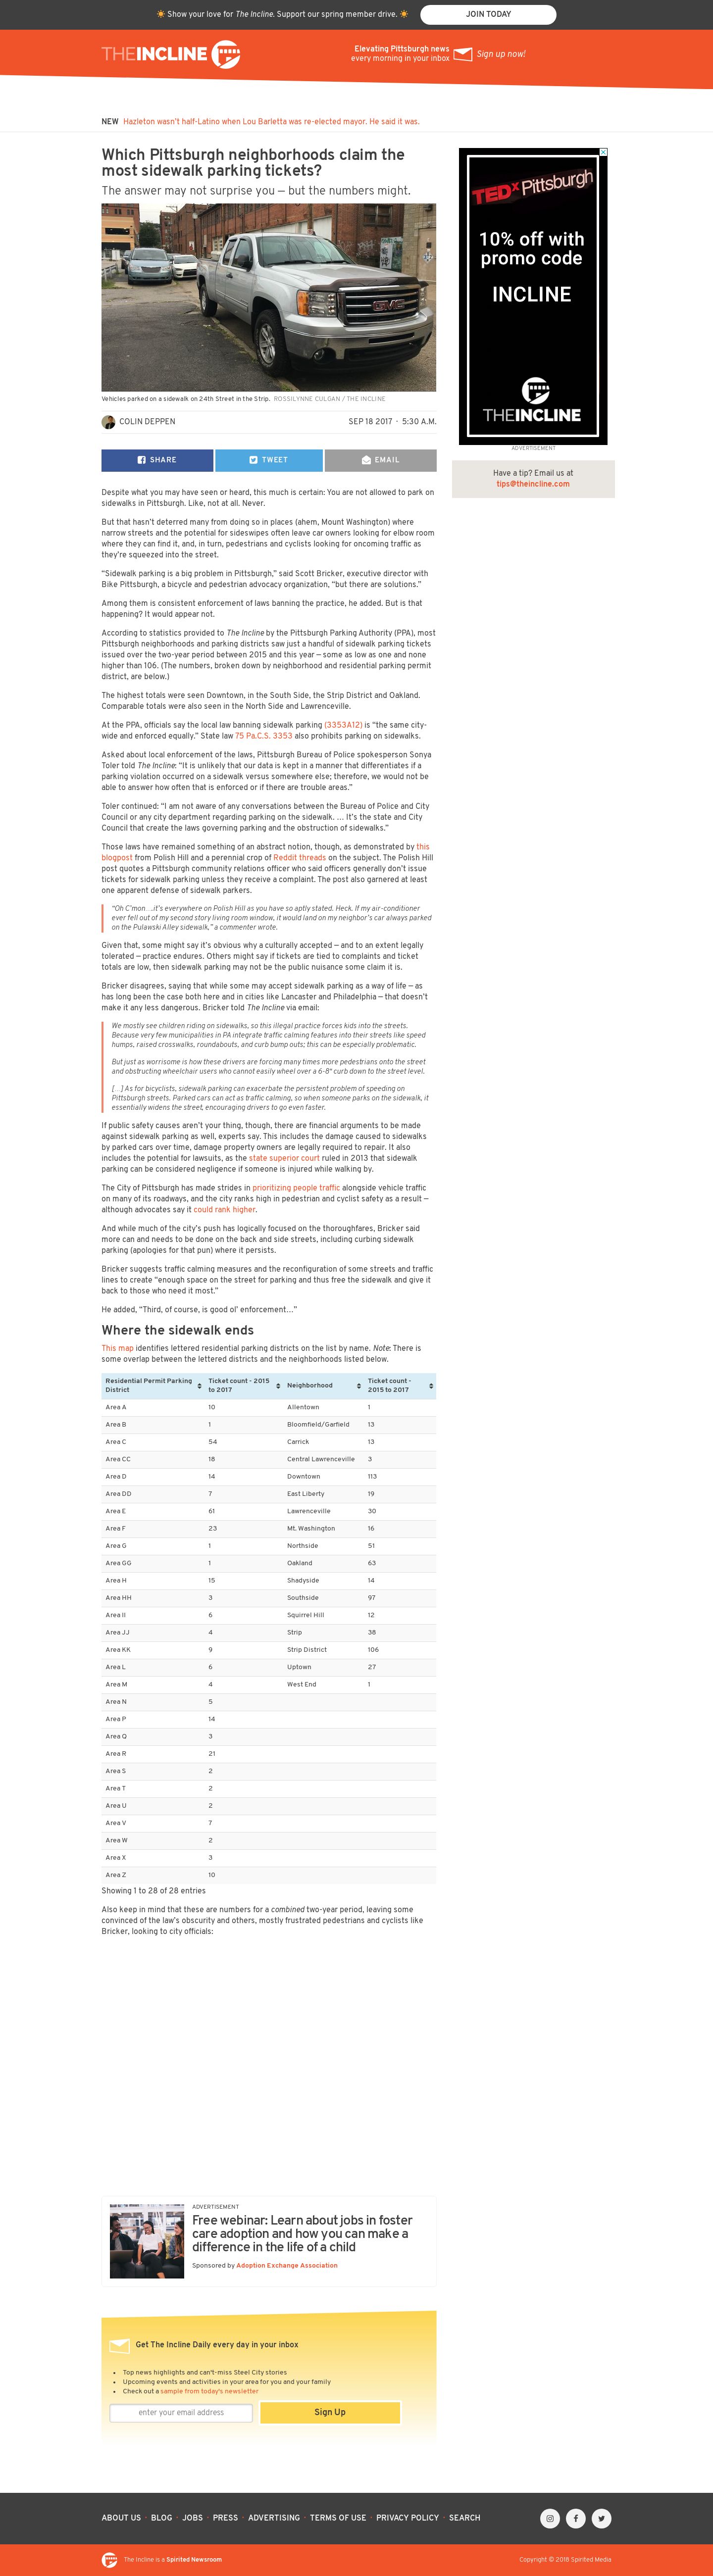 Show your love for The Incline. Support our spring member drive.
JOIN TODAY
THEINCLINE
Elevating Pittsburgh news
every morning in your inbox
Sign up now!
NEW Hazleton wasn't half-Latino when Lou Barletta was re-elected mayor. He said it was.
Which Pittsburgh neighborhoods claim the
most sidewalk parking tickets?
The answer may not surprise you — but the numbers might.
GMC
Vehicles parked on a sidewalk on 24th Street in the Strip. ROSSILYNNE CULGAN / THE INCLINE
COLIN DEPPEN
SEP 18 2017 · 5:30 A.M.
SHARE
TWEET
EMAIL
TEDxPittsburgh
10% off with
promo code
INCLINE
THEINCLINE
ADVERTISEMENT
Have a tip? Email us at
tips@theincline.com
Despite what you may have seen or heard, this much is certain: You are not allowed to park on
sidewalks in Pittsburgh. Like, not at all. Never.
But that hasn't deterred many from doing so in places (ahem, Mount Washington) where
narrow streets and the potential for sideswipes often leave car owners looking for elbow room
where they can find it, and, in turn, pedestrians and cyclists looking for oncoming traffic as
they're squeezed into the street.
"Sidewalk parking is a big problem in Pittsburgh," said Scott Bricker, executive director with
Bike Pittsburgh, a bicycle and pedestrian advocacy organization, "but there are solutions."
Among them is consistent enforcement of laws banning the practice, he added. But is that
happening? It would appear not.
According to statistics provided to The Incline by the Pittsburgh Parking Authority (PPA), most
Pittsburgh neighborhoods and parking districts saw just a handful of sidewalk parking tickets
issued over the two-year period between 2015 and this year — some as low as one and none
higher than 106. (The numbers, broken down by neighborhood and residential parking permit
district, are below.)
The highest totals were seen Downtown, in the South Side, the Strip District and Oakland.
Comparable totals were also seen in the North Side and Lawrenceville.
At the PPA, officials say the local law banning sidewalk parking (3353A12) is "the same city-
wide and enforced equally." State law 75 Pa.C.S. 3353 also prohibits parking on sidewalks.
Asked about local enforcement of the laws, Pittsburgh Bureau of Police spokesperson Sonya
Toler told The Incline: "It is unlikely that our data is kept in a manner that differentiates if a
parking violation occurred on a sidewalk versus somewhere else; therefore, we would not be
able to answer how often that is enforced or if there are trouble areas."
Toler continued: "I am not aware of any conversations between the Bureau of Police and City
Council or any city department regarding parking on the sidewalk. … It's the state and City
Council that create the laws governing parking and the obstruction of sidewalks."
Those laws have remained something of an abstract notion, though, as demonstrated by this
blogpost from Polish Hill and a perennial crop of Reddit threads on the subject. The Polish Hill
post quotes a Pittsburgh community relations officer who said officers generally don't issue
tickets for sidewalk parking unless they receive a complaint. The post also garnered at least
one apparent defense of sidewalk parkers.
"Oh C'mon….it's everywhere on Polish Hill as you have so aptly stated. Heck. If my air-conditioner
ever fell out of my second story living room window, it would land on my neighbor's car always parked
on the Pulawski Alley sidewalk," a commenter wrote.
Given that, some might say it's obvious why a culturally accepted — and to an extent legally
tolerated — practice endures. Others might say if tickets are tied to complaints and ticket
totals are low, then sidewalk parking may not be the public nuisance some claim it is.
Bricker disagrees, saying that while some may accept sidewalk parking as a way of life — as
has long been the case both here and in cities like Lancaster and Philadelphia — that doesn't
make it any less dangerous. Bricker told The Incline via email:
We mostly see children riding on sidewalks, so this illegal practice forces kids into the streets.
Because very few municipalities in PA integrate traffic calming features into their streets like speed
humps, raised crosswalks, roundabouts, and curb bump outs; this can be especially problematic.
But just as worrisome is how these drivers are forcing many times more pedestrians onto the street
and obstructing wheelchair users who cannot easily wheel over a 6-8" curb down to the street level.
[…] As for bicyclists, sidewalk parking can exacerbate the persistent problem of speeding on
Pittsburgh streets. Parked cars can act as traffic calming, so when someone parks on the sidewalk, it
essentially widens the street, encouraging drivers to go even faster.
If public safety causes aren't your thing, though, there are financial arguments to be made
against sidewalk parking as well, experts say. This includes the damage caused to sidewalks
by parked cars over time, damage property owners are legally required to repair. It also
includes the potential for lawsuits, as the state superior court ruled in 2013 that sidewalk
parking can be considered negligence if someone is injured while walking by.
The City of Pittsburgh has made strides in prioritizing people traffic alongside vehicle traffic
on many of its roadways, and the city ranks high in pedestrian and cyclist safety as a result —
although advocates say it could rank higher.
And while much of the city's push has logically focused on the thoroughfares, Bricker said
more can and needs to be done on the back and side streets, including curbing sidewalk
parking (apologies for that pun) where it persists.
Bricker suggests traffic calming measures and the reconfiguration of some streets and traffic
lines to create "enough space on the street for parking and thus free the sidewalk and give it
back to those who need it most."
He added, "Third, of course, is good ol' enforcement…"
Where the sidewalk ends
This map identifies lettered residential parking districts on the list by name. Note: There is
some overlap between the lettered districts and the neighborhoods listed below.
Residential Permit Parking District | Ticket count - 2015 to 2017 | Neighborhood | Ticket count - 2015 to 2017
Area A 10 Allentown 1
Area B 1 Bloomfield/Garfield 13
Area C 54 Carrick 13
Area CC 18 Central Lawrenceville 3
Area D 14 Downtown 113
Area DD 7 East Liberty 19
Area E 61 Lawrenceville 30
Area F 23 Mt. Washington 16
Area G 1 Northside 51
Area GG 1 Oakland 63
Area H 15 Shadyside 14
Area HH 3 Southside 97
Area II 6 Squirrel Hill 12
Area JJ 4 Strip 38
Area KK 9 Strip District 106
Area L 6 Uptown 27
Area M 4 West End 1
Area N 5
Area P 14
Area Q 3
Area R 21
Area S 2
Area T 2
Area U 2
Area V 7
Area W 2
Area X 3
Area Z 10
Showing 1 to 28 of 28 entries
Also keep in mind that these are numbers for a combined two-year period, leaving some
convinced of the law's obscurity and others, mostly frustrated pedestrians and cyclists like
Bricker, looking to city officials:
ADVERTISEMENT
Free webinar: Learn about jobs in foster
care adoption and how you can make a
difference in the life of a child
Sponsored by Adoption Exchange Association
Get The Incline Daily every day in your inbox
• Top news highlights and can't-miss Steel City stories
• Upcoming events and activities in your area for you and your family
• Check out a sample from today's newsletter
enter your email address
Sign Up
ABOUT US · BLOG · JOBS · PRESS · ADVERTISING · TERMS OF USE · PRIVACY POLICY · SEARCH
The Incline is a Spirited Newsroom
Copyright © 2018 Spirited Media